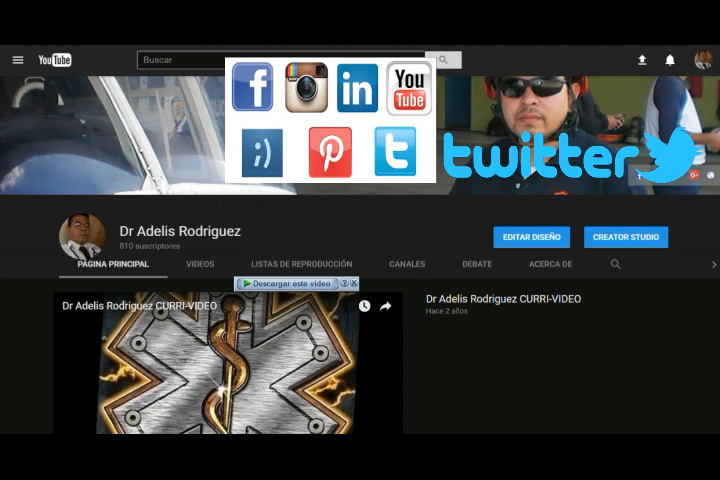 YouTube
Buscar
f
in
You
Tube
;)
p
t
twitter
f
G+
Dr Adelis Rodriguez
810 suscriptores
EDITAR DISEÑO
CREATOR STUDIO
PÁGINA PRINCIPAL
VIDEOS
LISTAS DE REPRODUCCIÓN
CANALES
DEBATE
ACERCA DE
Descargar este vídeo
? X
Dr Adelis Rodriguez CURRI-VIDEO
Dr Adelis Rodriguez CURRI-VIDEO
Hace 2 años